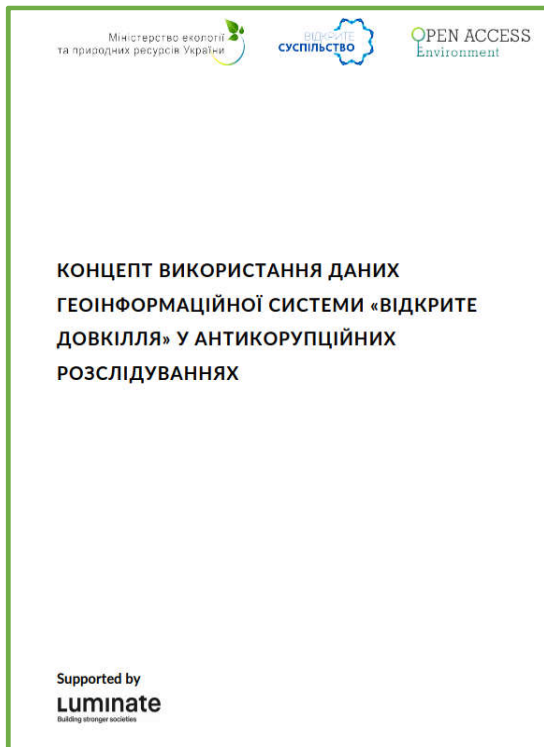 Міністерство екології
та природних ресурсів України
ВІДКРИТЕ
СУСПІЛЬСТВО
OPEN ACCESS
Environment
КОНЦЕПТ ВИКОРИСТАННЯ ДАНИХ
ГЕОІНФОРМАЦІЙНОЇ СИСТЕМИ «ВІДКРИТЕ
ДОВКІЛЛЯ» У АНТИКОРУПЦІЙНИХ
РОЗСЛІДУВАННЯХ
Supported by
Luminate
Building stronger societies